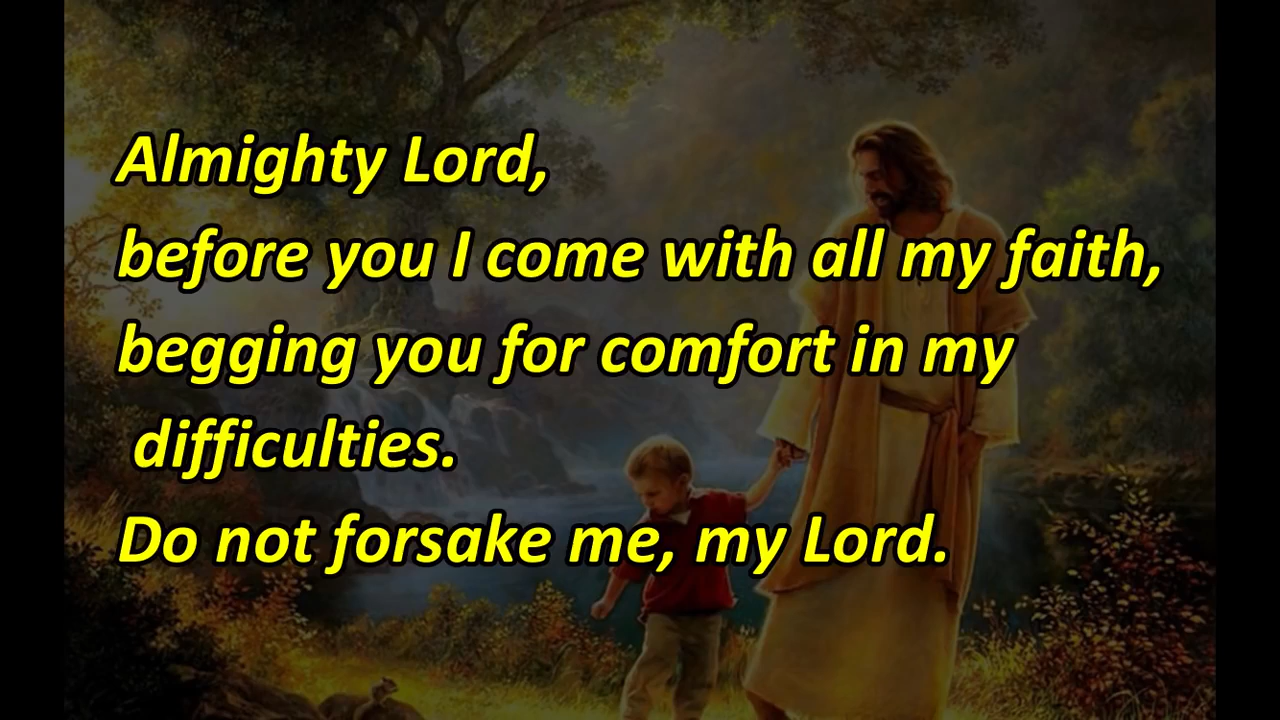 Almighty Lord,
before you I come with all my faith,
begging you for comfort in my
difficulties.
Do not forsake me, my Lord.